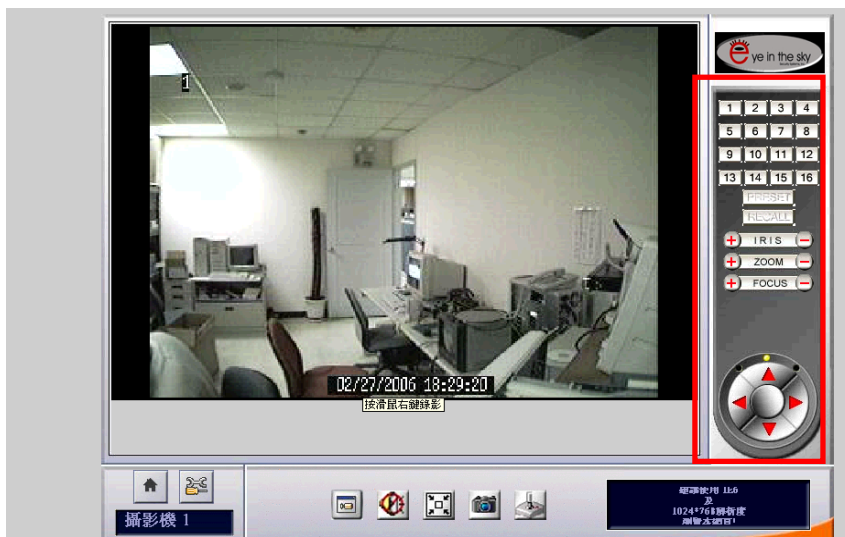 eye in the sky
1
1 2 3 4
5 6 7 8
9 10 11 12
13 14 15 16
PRESET
RECALL
+ IRIS −
+ ZOOM −
+ FOCUS −
02/27/2006 18:29:20
按滑鼠右鍵錄影
攝影機 1
建議使用 IE6
及
1024*768解析度
瀏覽本網頁!